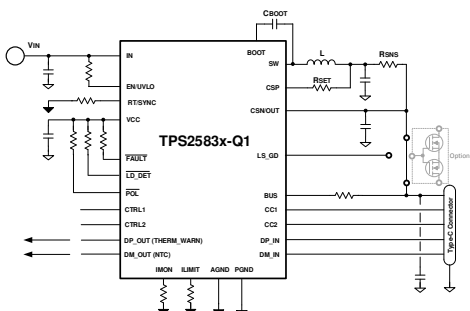 CBOOT
VIN
IN
BOOT
SW
L
RSNS
CSP
RSET
EN/UVLO
RT/SYNC
CSN/OUT
VCC
TPS2583x-Q1
LS_GD
Option
FAULT
LD_DET
POL
BUS
CTRL1
CC1
CTRL2
CC2
DP_OUT (THERM_WARN)
DP_IN
DM_OUT (NTC)
DM_IN
Type-C Connector
IMON ILIMIT AGND PGND